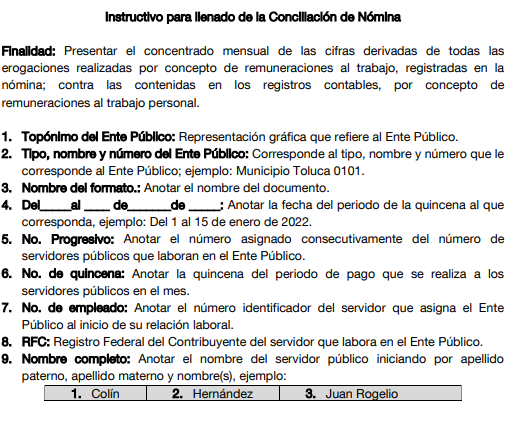 Instructivo para llenado de la Conciliación de Nómina
Finalidad: Presentar el concentrado mensual de las cifras derivadas de todas las
erogaciones realizadas por concepto de remuneraciones al trabajo, registradas en la
nómina; contra las contenidas en los registros contables, por concepto de
remuneraciones al trabajo personal.
1. Topónimo del Ente Público: Representación gráfica que refiere al Ente Público.
2. Tipo, nombre y número del Ente Público: Corresponde al tipo, nombre y número que le
corresponde al Ente Público; ejemplo: Municipio Toluca 0101.
3. Nombre del formato.: Anotar el nombre del documento.
4. Del_____al ____ de_______de _____: Anotar la fecha del periodo de la quincena al que
corresponda, ejemplo: Del 1 al 15 de enero de 2022.
5. No. Progresivo: Anotar el número asignado consecutivamente del número de
servidores públicos que laboran en el Ente Público.
6. No. de quincena: Anotar la quincena del periodo de pago que se realiza a los
servidores públicos en el mes.
7. No. de empleado: Anotar el número identificador del servidor que asigna el Ente
Público al inicio de su relación laboral.
8. RFC: Registro Federal del Contribuyente del servidor que labora en el Ente Público.
9. Nombre completo: Anotar el nombre del servidor público iniciando por apellido
paterno, apellido materno y nombre(s), ejemplo:
1. Colín 2. Hernández 3. Juan Rogelio